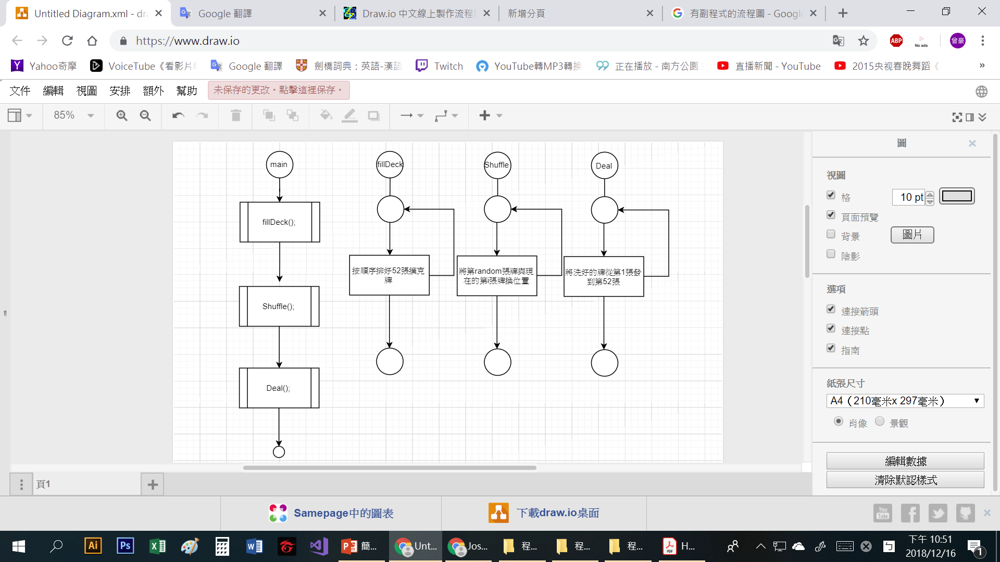 Untitled Diagram.xml - dra
Google 翻譯
Draw.io 中文線上製作流程
新增分頁
有副程式的流程圖 - Googl
https://www.draw.io
ABP
No ads
曾豪
Yahoo奇摩
VoiceTube《看影片
Google 翻譯
劍橋詞典：英語-漢語
Twitch
YouTube轉MP3轉換
正在播放 - 南方公園
直播新聞 - YouTube
2015央视春晚舞蹈《
»
文件
編輯
視圖
安排
額外
幫助
未保存的更改。點擊這裡保存。
85%
main
fillDeck();
Shuffle();
Deal();
fillDeck
按順序排好52張撲克
牌
Shuffle
將第random張牌與現
在的第i張牌換位置
Deal
將洗好的牌從第1張發
到第52張
圖
視圖
格
10 pt
頁面預覽
背景
圖片
陰影
選項
連接箭頭
連接點
指南
紙張尺寸
A4（210毫米x 297毫米）
肖像
景觀
編輯數據
清除默認樣式
頁1
Samepage中的圖表
下載draw.io桌面
You
Tube
Ai
Ps
簡...
Unt...
Jos...
程...
程...
程...
H...
下午 10:51
2018/12/16
1